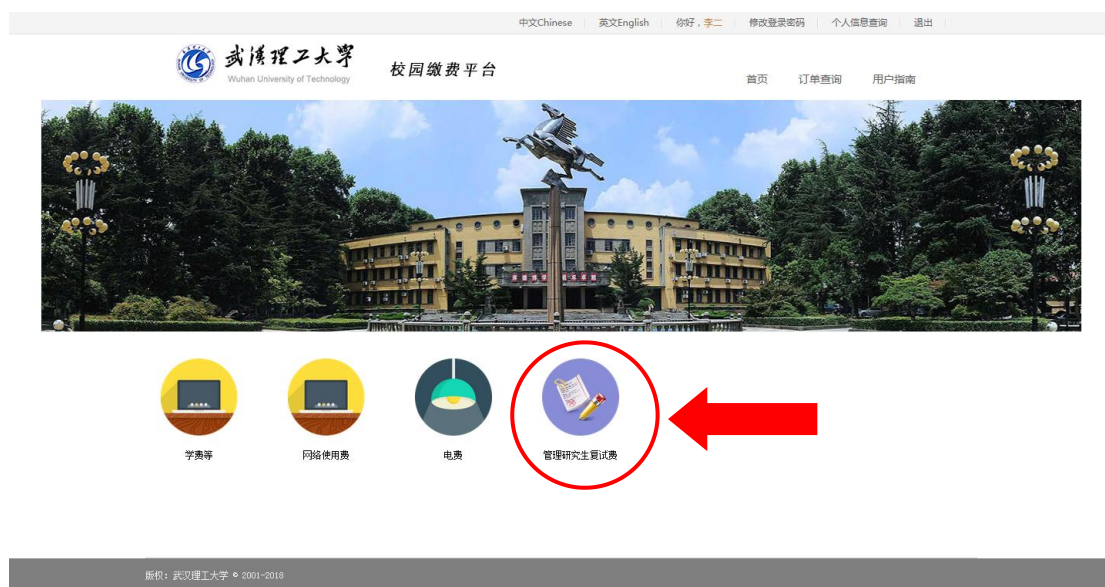 中文Chinese 英文English 你好，李二 修改登录密码 个人信息查询 退出
武汉理工大学
Wuhan University of Technology
校园缴费平台
首页 订单查询 用户指南
学费等 网络使用费 电费 管理研究生复试费
版权：武汉理工大学 © 2001-2018